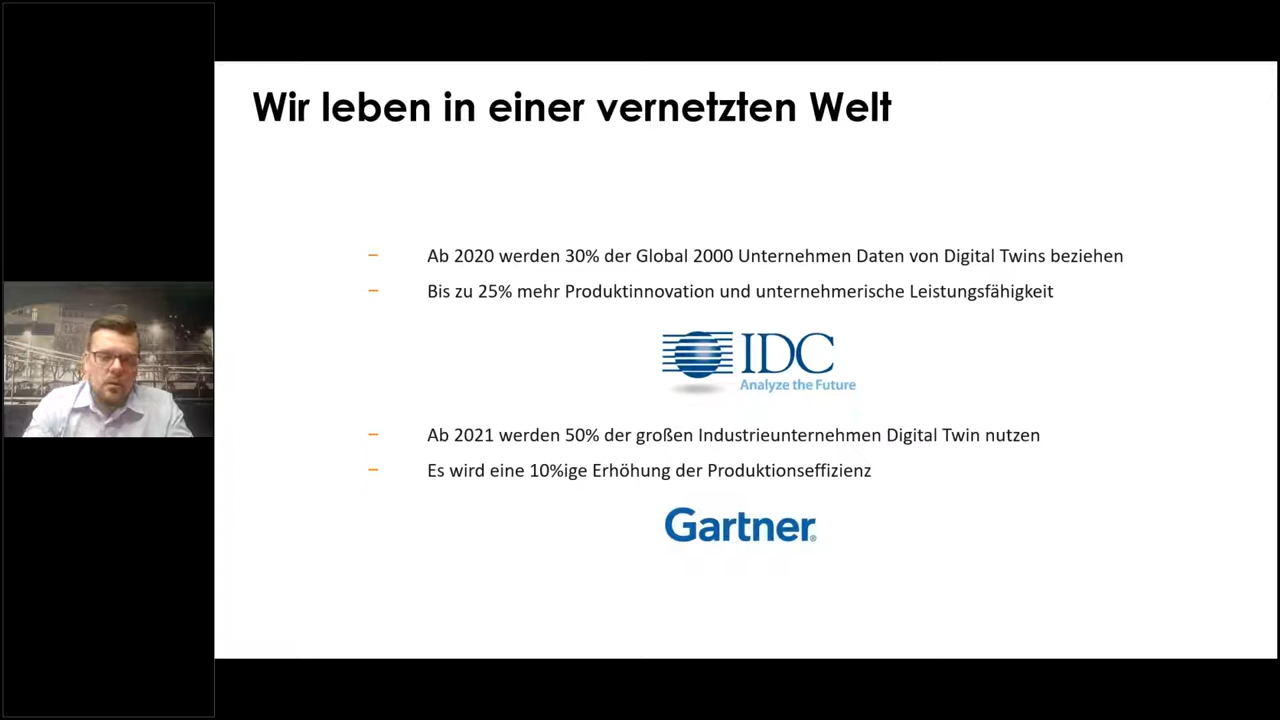 Wir leben in einer vernetzten Welt
– Ab 2020 werden 30% der Global 2000 Unternehmen Daten von Digital Twins beziehen
– Bis zu 25% mehr Produktinnovation und unternehmerische Leistungsfähigkeit
IDC
Analyze the Future
– Ab 2021 werden 50% der großen Industrieunternehmen Digital Twin nutzen
– Es wird eine 10%ige Erhöhung der Produktionseffizienz
Gartner®